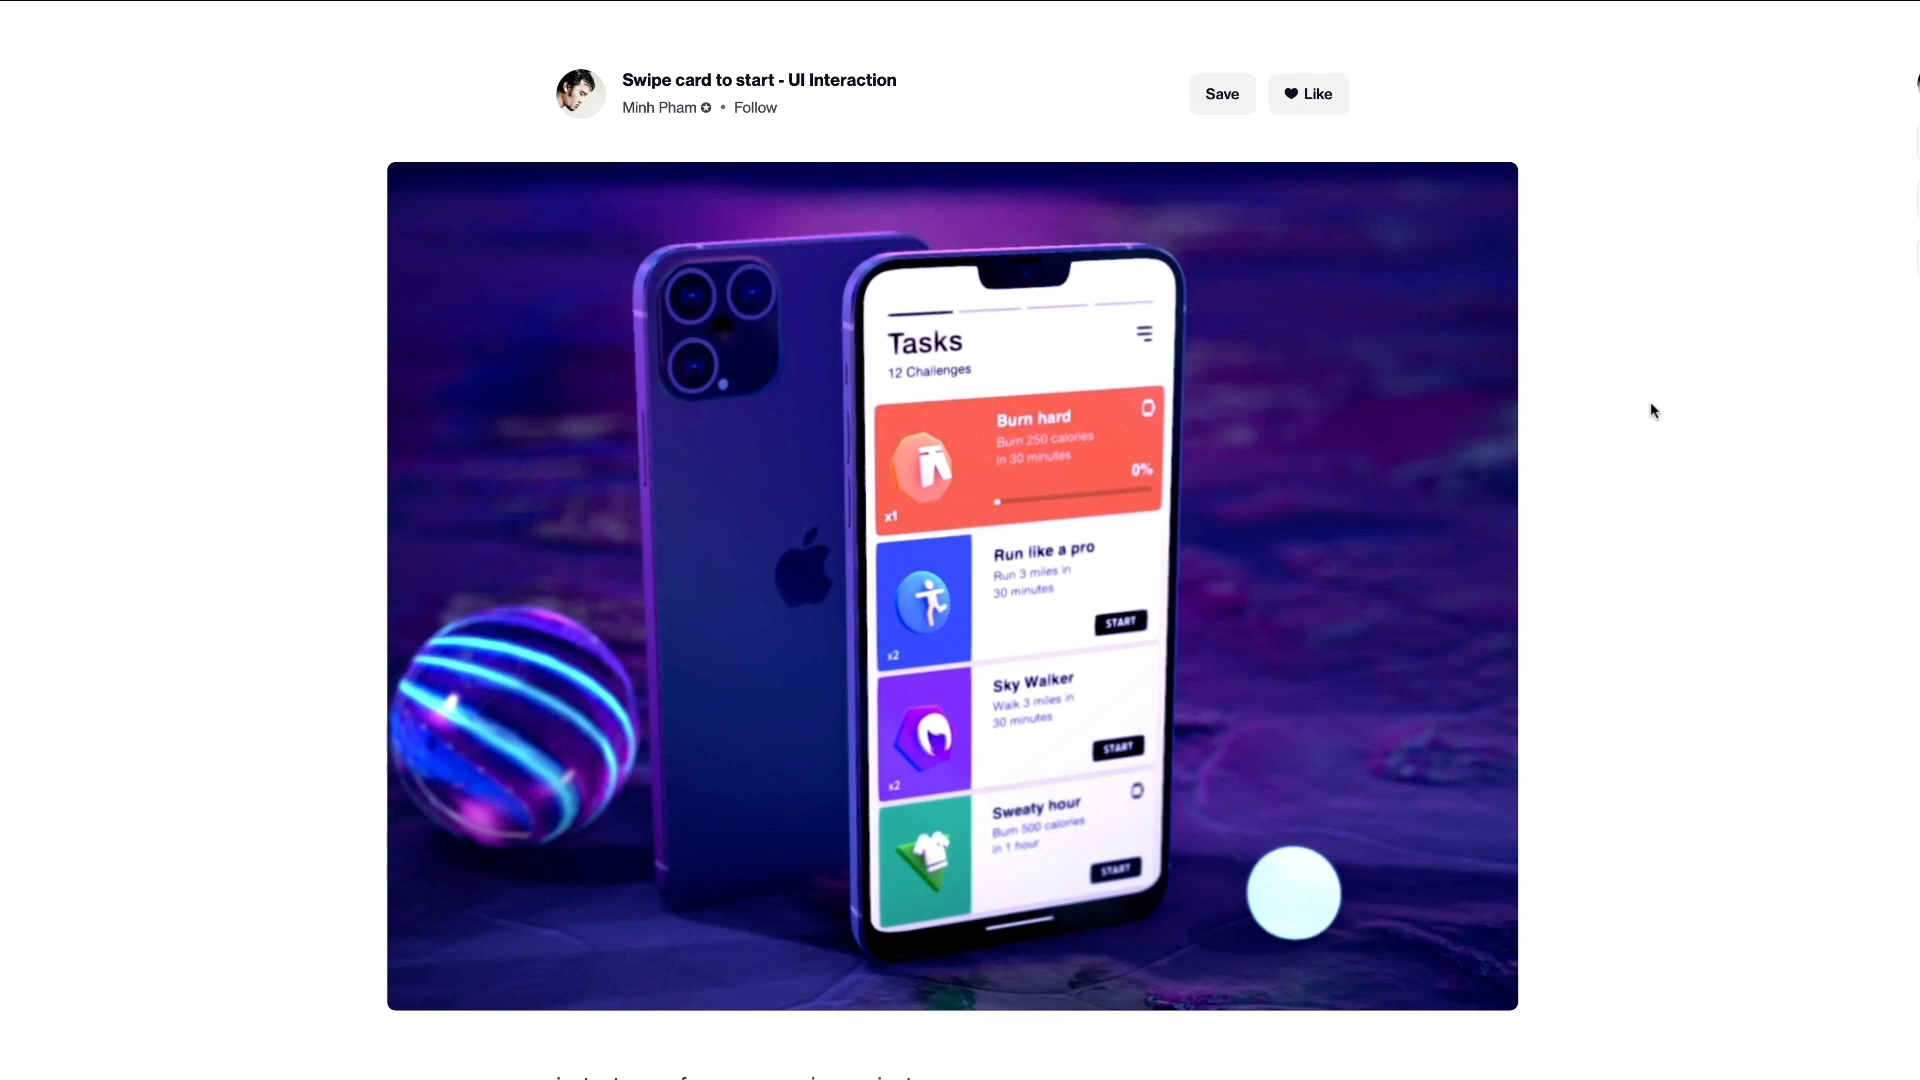 Swipe card to start - UI Interaction
Minh Pham • Follow
Save
Like
Tasks
12 Challenges
Burn hard
Burn 250 calories
in 30 minutes
0%
x1
Run like a pro
Run 3 miles in
30 minutes
START
x2
Sky Walker
Walk 3 miles in
30 minutes
START
x2
Sweaty hour
Burn 500 calories
in 1 hour
START